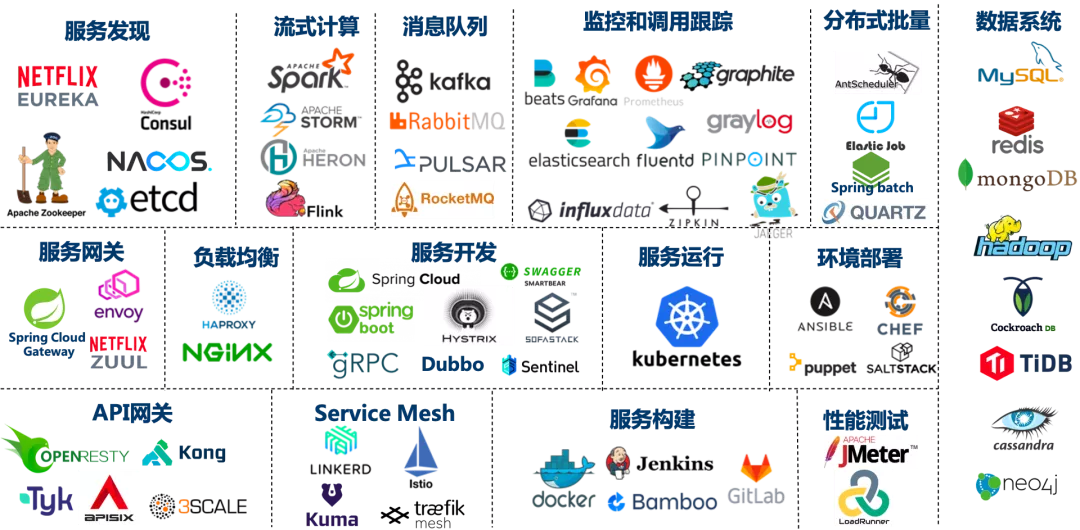 服务发现
NETFLIX
EUREKA
HashiCorp
Consul
Apache Zookeeper
NACOS.
etcd
流式计算
APACHE
Spark™
APACHE
STORM™
Apache
HERON
Flink
消息队列
kafka
RabbitMQ
PULSAR
RocketMQ
监控和调用跟踪
beats
Grafana
Prometheus
graphite
elasticsearch
fluentd
graylog
PINPOINT
influxdata®
ZIPKIN
JAEGER
分布式批量
AntScheduler
Elastic Job
Spring batch
QUARTZ
数据系统
MySQL®
redis
mongoDB
hadoop
Cockroach DB
TiDB
cassandra
neo4j
服务网关
envoy
Spring Cloud
Gateway
NETFLIX
ZUUL
负载均衡
HAPROXY
NGINX
服务开发
Spring Cloud
SWAGGER
SMARTBEAR
spring
boot
HYSTRIX
SOFASTACK
™
gRPC
Dubbo
Sentinel
服务运行
kubernetes
环境部署
ANSIBLE
CHEF
puppet
SALTSTACK
API网关
OPENRESTY
Kong
Tyk
APISIX
3SCALE
Service Mesh
LINKERD
Istio
Kuma
træfik
mesh
服务构建
docker
Jenkins
Bamboo
GitLab
性能测试
APACHE
JMeter™
LoadRunner